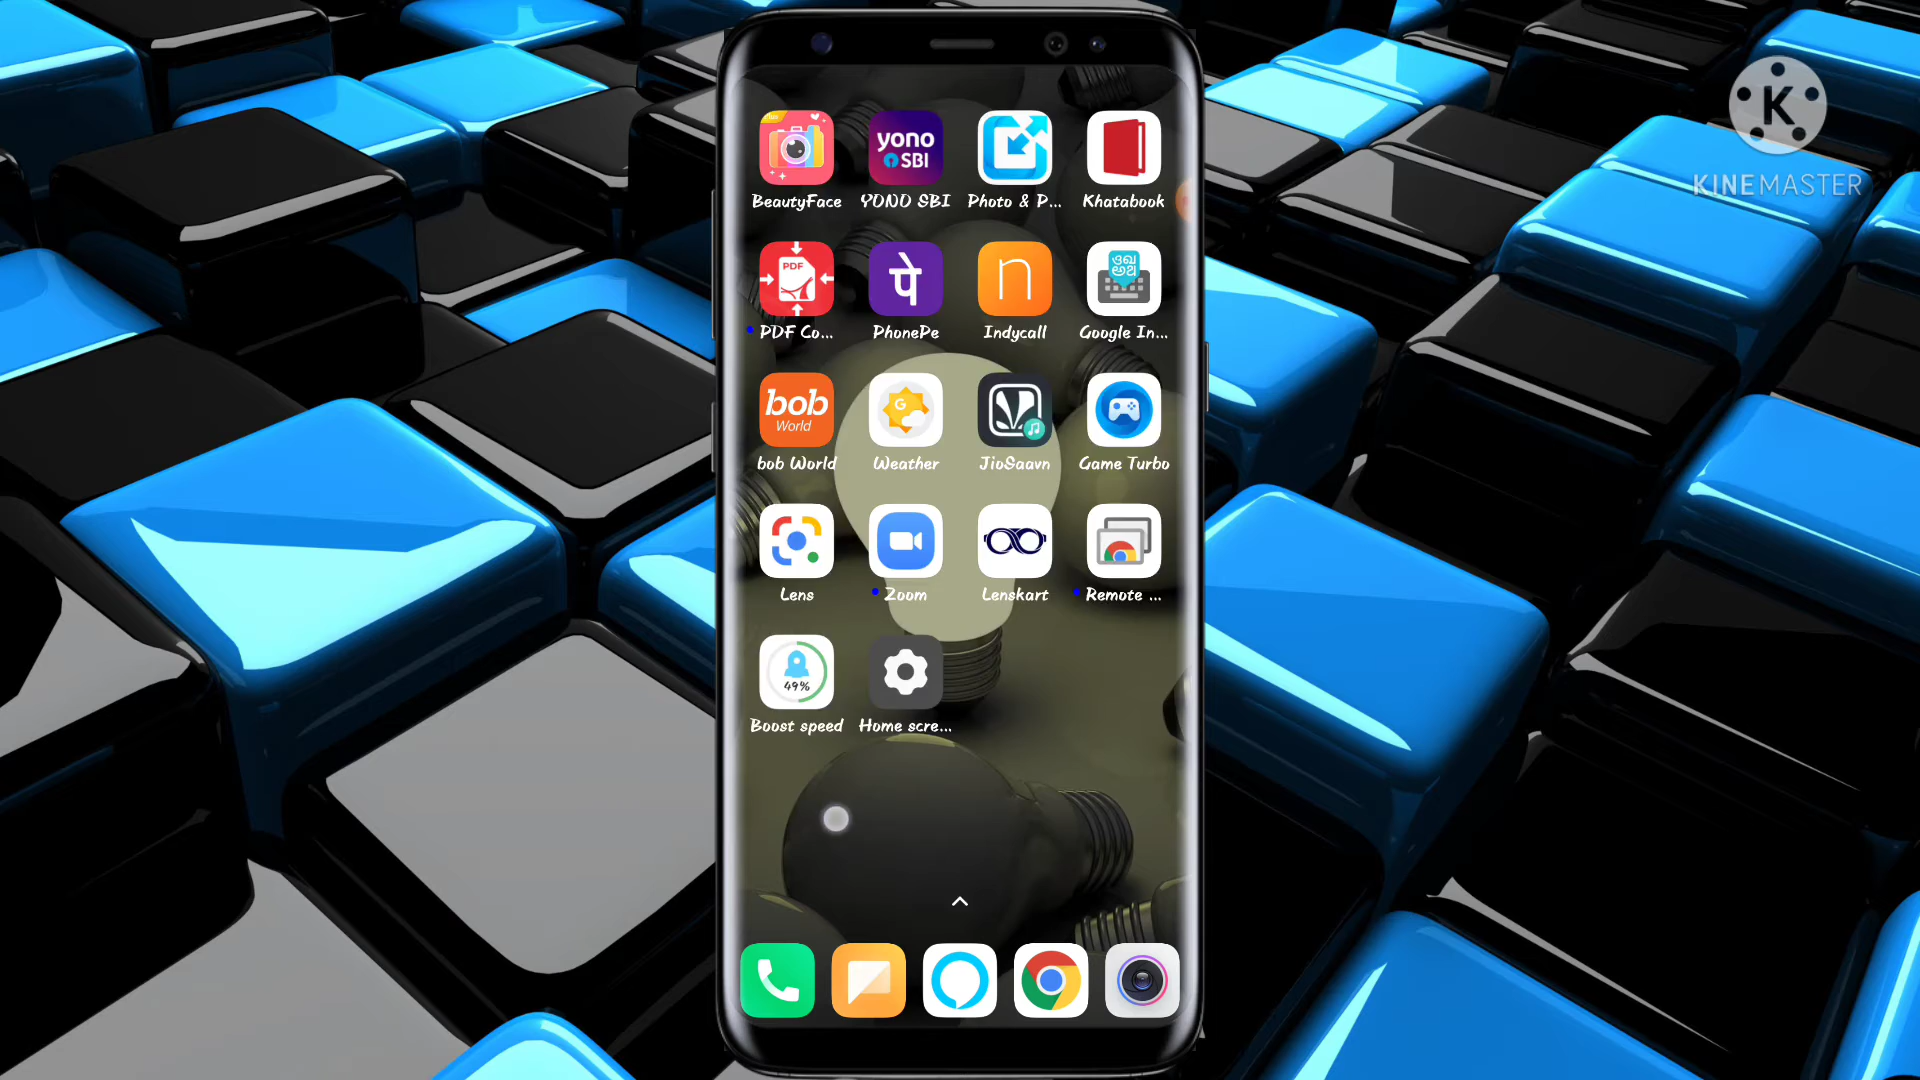 KINEMASTER
K
yono
SBI
BeautyFace
YONO SBI
Photo & P...
Khatabook
PDF
पे
n
PDF Co...
PhonePe
Indycall
Google In...
bob
World
G
bob World
Weather
JioSaavn
Game Turbo
Lens
Zoom
Lenskart
Remote ...
49%
Boost speed
Home scre...